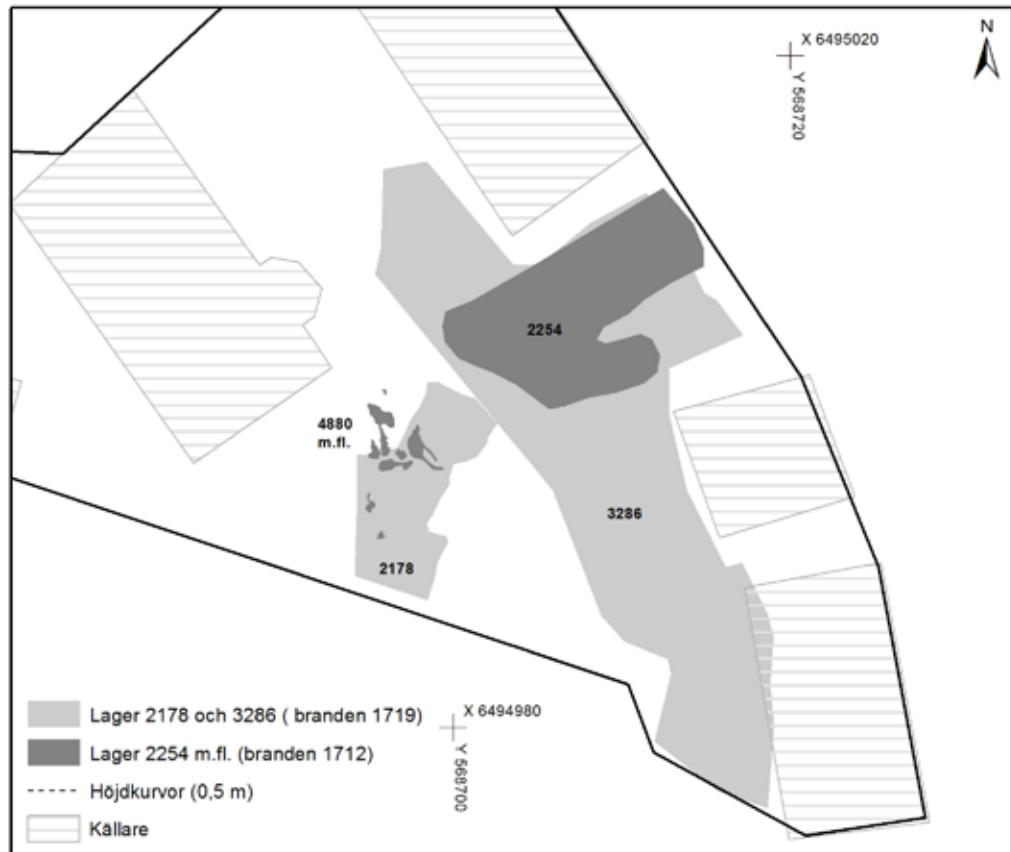 N
X 6495020
Y 568720
2254
4880
m.fl.
3286
2178
X 6494980
Y 568700
Lager 2178 och 3286 ( branden 1719)
Lager 2254 m.fl. (branden 1712)
Höjdkurvor (0,5 m)
Källare